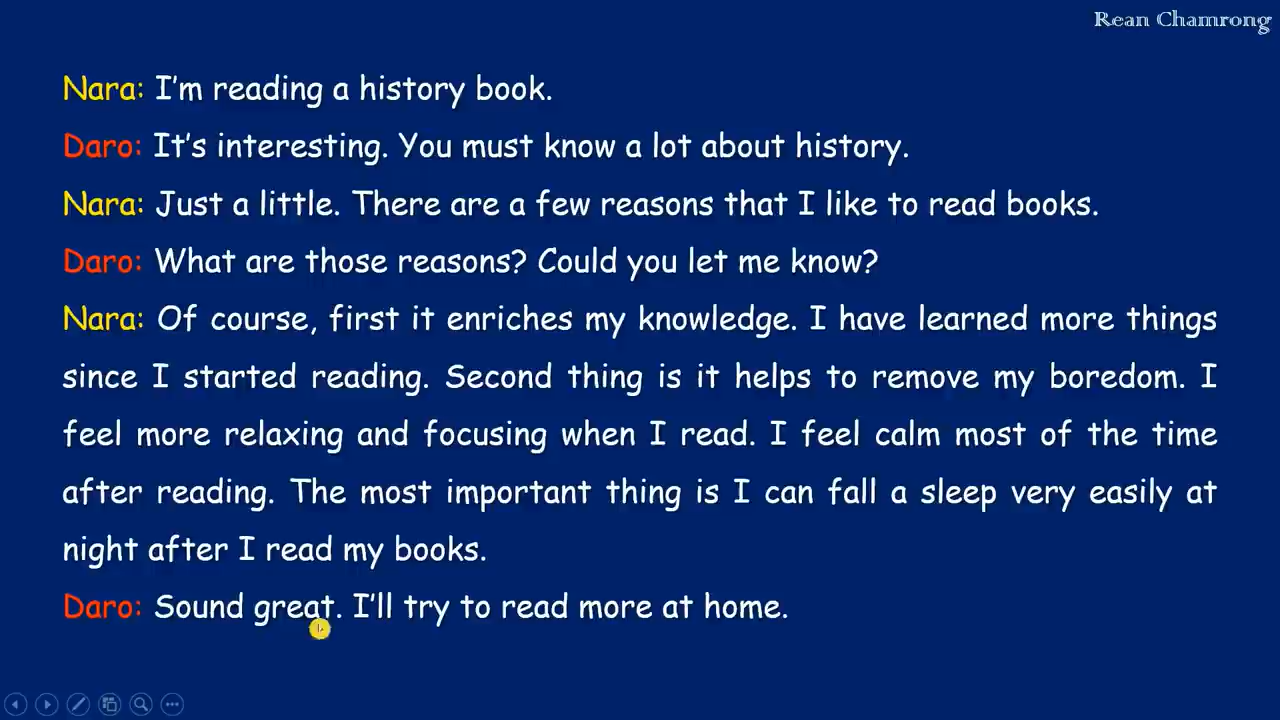 Rean Chamrong
Nara: I'm reading a history book.
Daro: It's interesting. You must know a lot about history.
Nara: Just a little. There are a few reasons that I like to read books.
Daro: What are those reasons? Could you let me know?
Nara: Of course, first it enriches my knowledge. I have learned more things
since I started reading. Second thing is it helps to remove my boredom. I
feel more relaxing and focusing when I read. I feel calm most of the time
after reading. The most important thing is I can fall a sleep very easily at
night after I read my books.
Daro: Sound great. I'll try to read more at home.